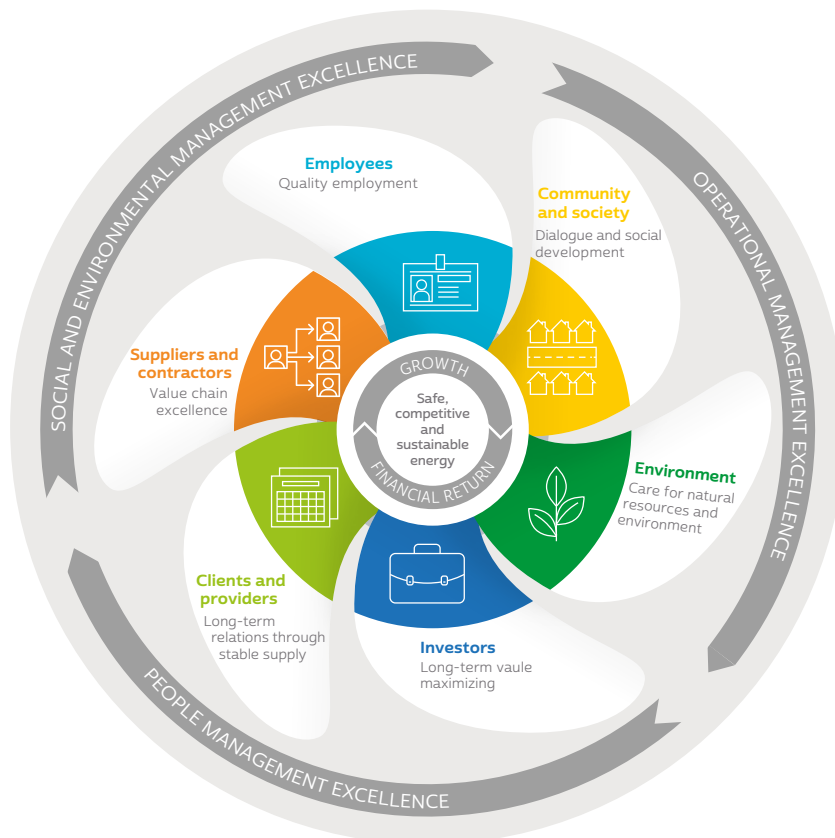 SOCIAL AND ENVIRONMENTAL MANAGEMENT EXCELLENCE
OPERATIONAL MANAGEMENT EXCELLENCE
PEOPLE MANAGEMENT EXCELLENCE
Employees
Quality employment
Community
and society
Dialogue and social
development
Environment
Care for natural
resources and
environment
Investors
Long-term vaule
maximizing
Clients and
providers
Long-term
relations through
stable supply
Suppliers and
contractors
Value chain
excellence
GROWTH
Safe,
competitive
and
sustainable
energy
FINANCIAL RETURN